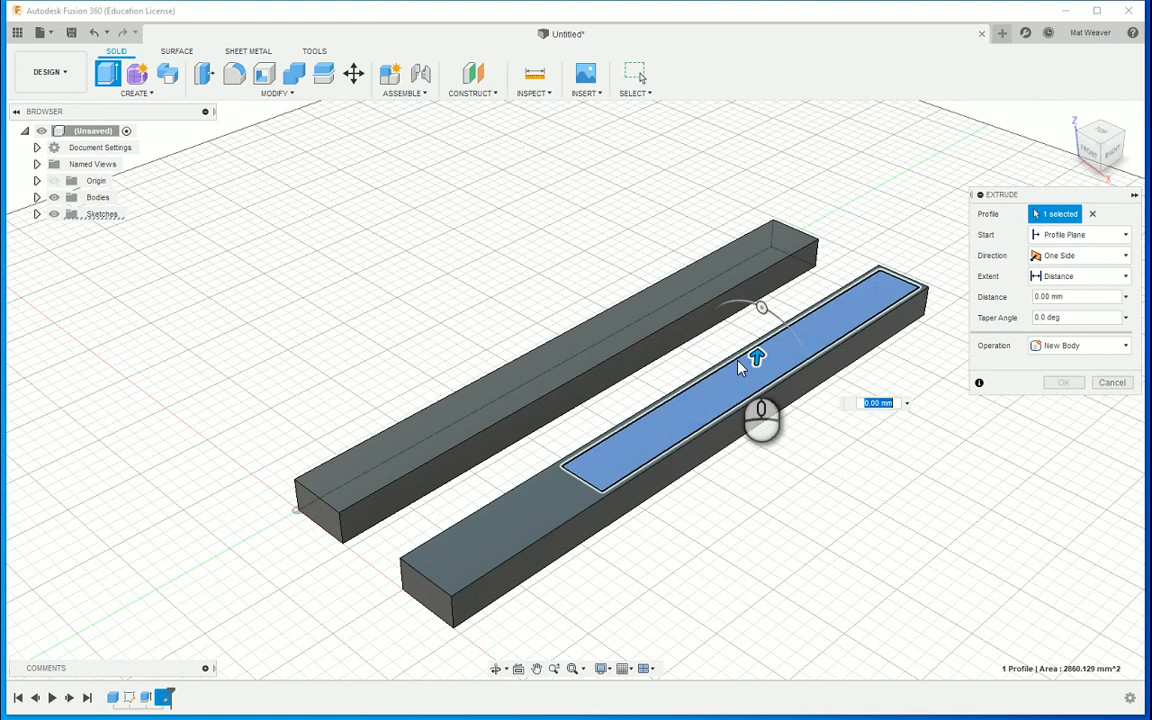 Autodesk Fusion 360 (Education License)
Untitled*
Mat Weaver
SOLID SURFACE SHEET METAL TOOLS
DESIGN
CREATE MODIFY ASSEMBLE CONSTRUCT INSPECT INSERT SELECT
BROWSER
(Unsaved)
Document Settings
Named Views
Origin
Bodies
Sketches
Z
TOP
FRONT
RIGHT
X
EXTRUDE
Profile 1 selected
Start Profile Plane
Direction One Side
Extent Distance
Distance 0.00 mm
Taper Angle 0.0 deg
Operation New Body
OK Cancel
0.00 mm
COMMENTS
1 Profile | Area : 2860.129 mm^2